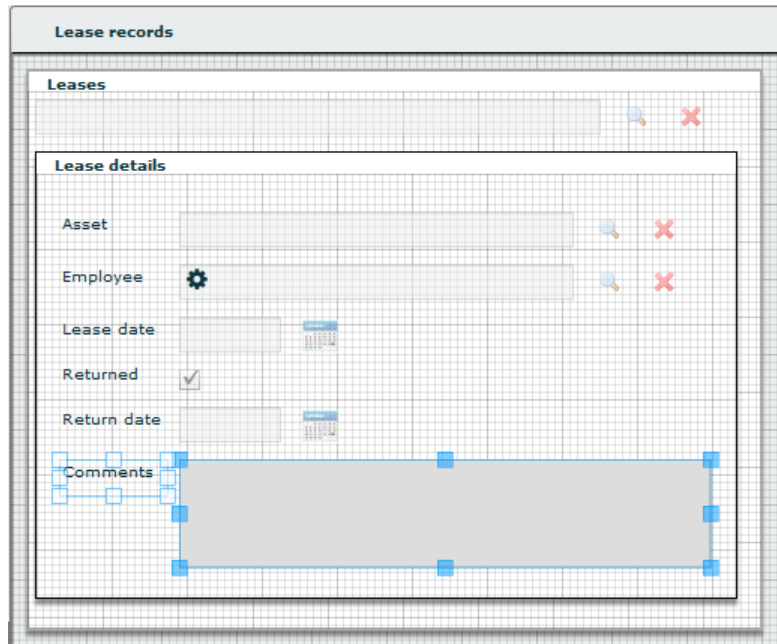 Lease records
Leases
Lease details
Asset
Employee
Lease date
Returned
Return date
Comments